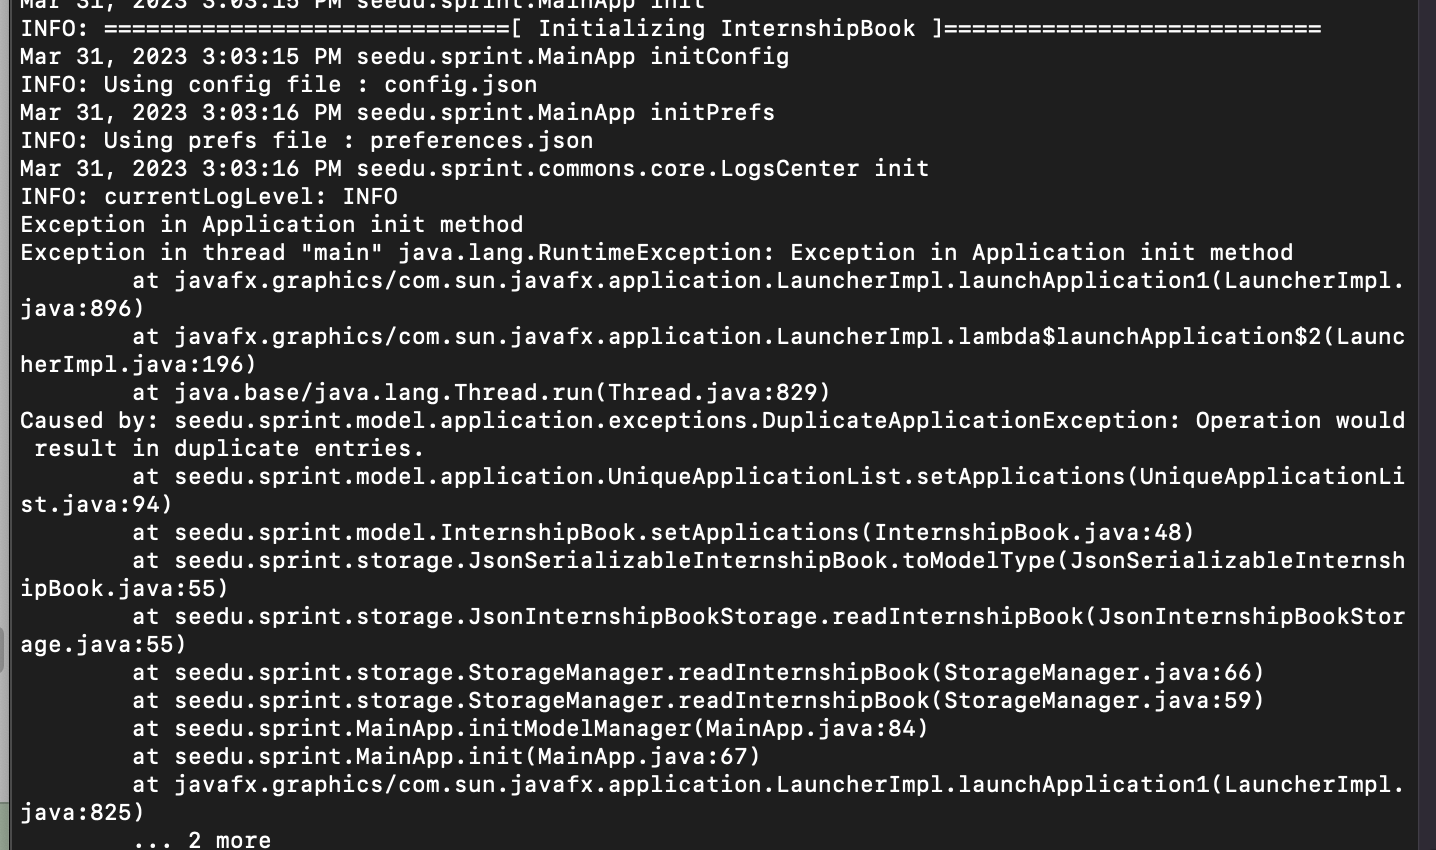 Mar 31, 2023 3:03:15 PM seedu.sprint.MainApp init
INFO: =============================[ Initializing InternshipBook ]===========================
Mar 31, 2023 3:03:15 PM seedu.sprint.MainApp initConfig
INFO: Using config file : config.json
Mar 31, 2023 3:03:16 PM seedu.sprint.MainApp initPrefs
INFO: Using prefs file : preferences.json
Mar 31, 2023 3:03:16 PM seedu.sprint.commons.core.LogsCenter init
INFO: currentLogLevel: INFO
Exception in Application init method
Exception in thread "main" java.lang.RuntimeException: Exception in Application init method
        at javafx.graphics/com.sun.javafx.application.LauncherImpl.launchApplication1(LauncherImpl.
java:896)
        at javafx.graphics/com.sun.javafx.application.LauncherImpl.lambda$launchApplication$2(Launc
herImpl.java:196)
        at java.base/java.lang.Thread.run(Thread.java:829)
Caused by: seedu.sprint.model.application.exceptions.DuplicateApplicationException: Operation would
 result in duplicate entries.
        at seedu.sprint.model.application.UniqueApplicationList.setApplications(UniqueApplicationLi
st.java:94)
        at seedu.sprint.model.InternshipBook.setApplications(InternshipBook.java:48)
        at seedu.sprint.storage.JsonSerializableInternshipBook.toModelType(JsonSerializableInternsh
ipBook.java:55)
        at seedu.sprint.storage.JsonInternshipBookStorage.readInternshipBook(JsonInternshipBookStor
age.java:55)
        at seedu.sprint.storage.StorageManager.readInternshipBook(StorageManager.java:66)
        at seedu.sprint.storage.StorageManager.readInternshipBook(StorageManager.java:59)
        at seedu.sprint.MainApp.initModelManager(MainApp.java:84)
        at seedu.sprint.MainApp.init(MainApp.java:67)
        at javafx.graphics/com.sun.javafx.application.LauncherImpl.launchApplication1(LauncherImpl.
java:825)
        ... 2 more